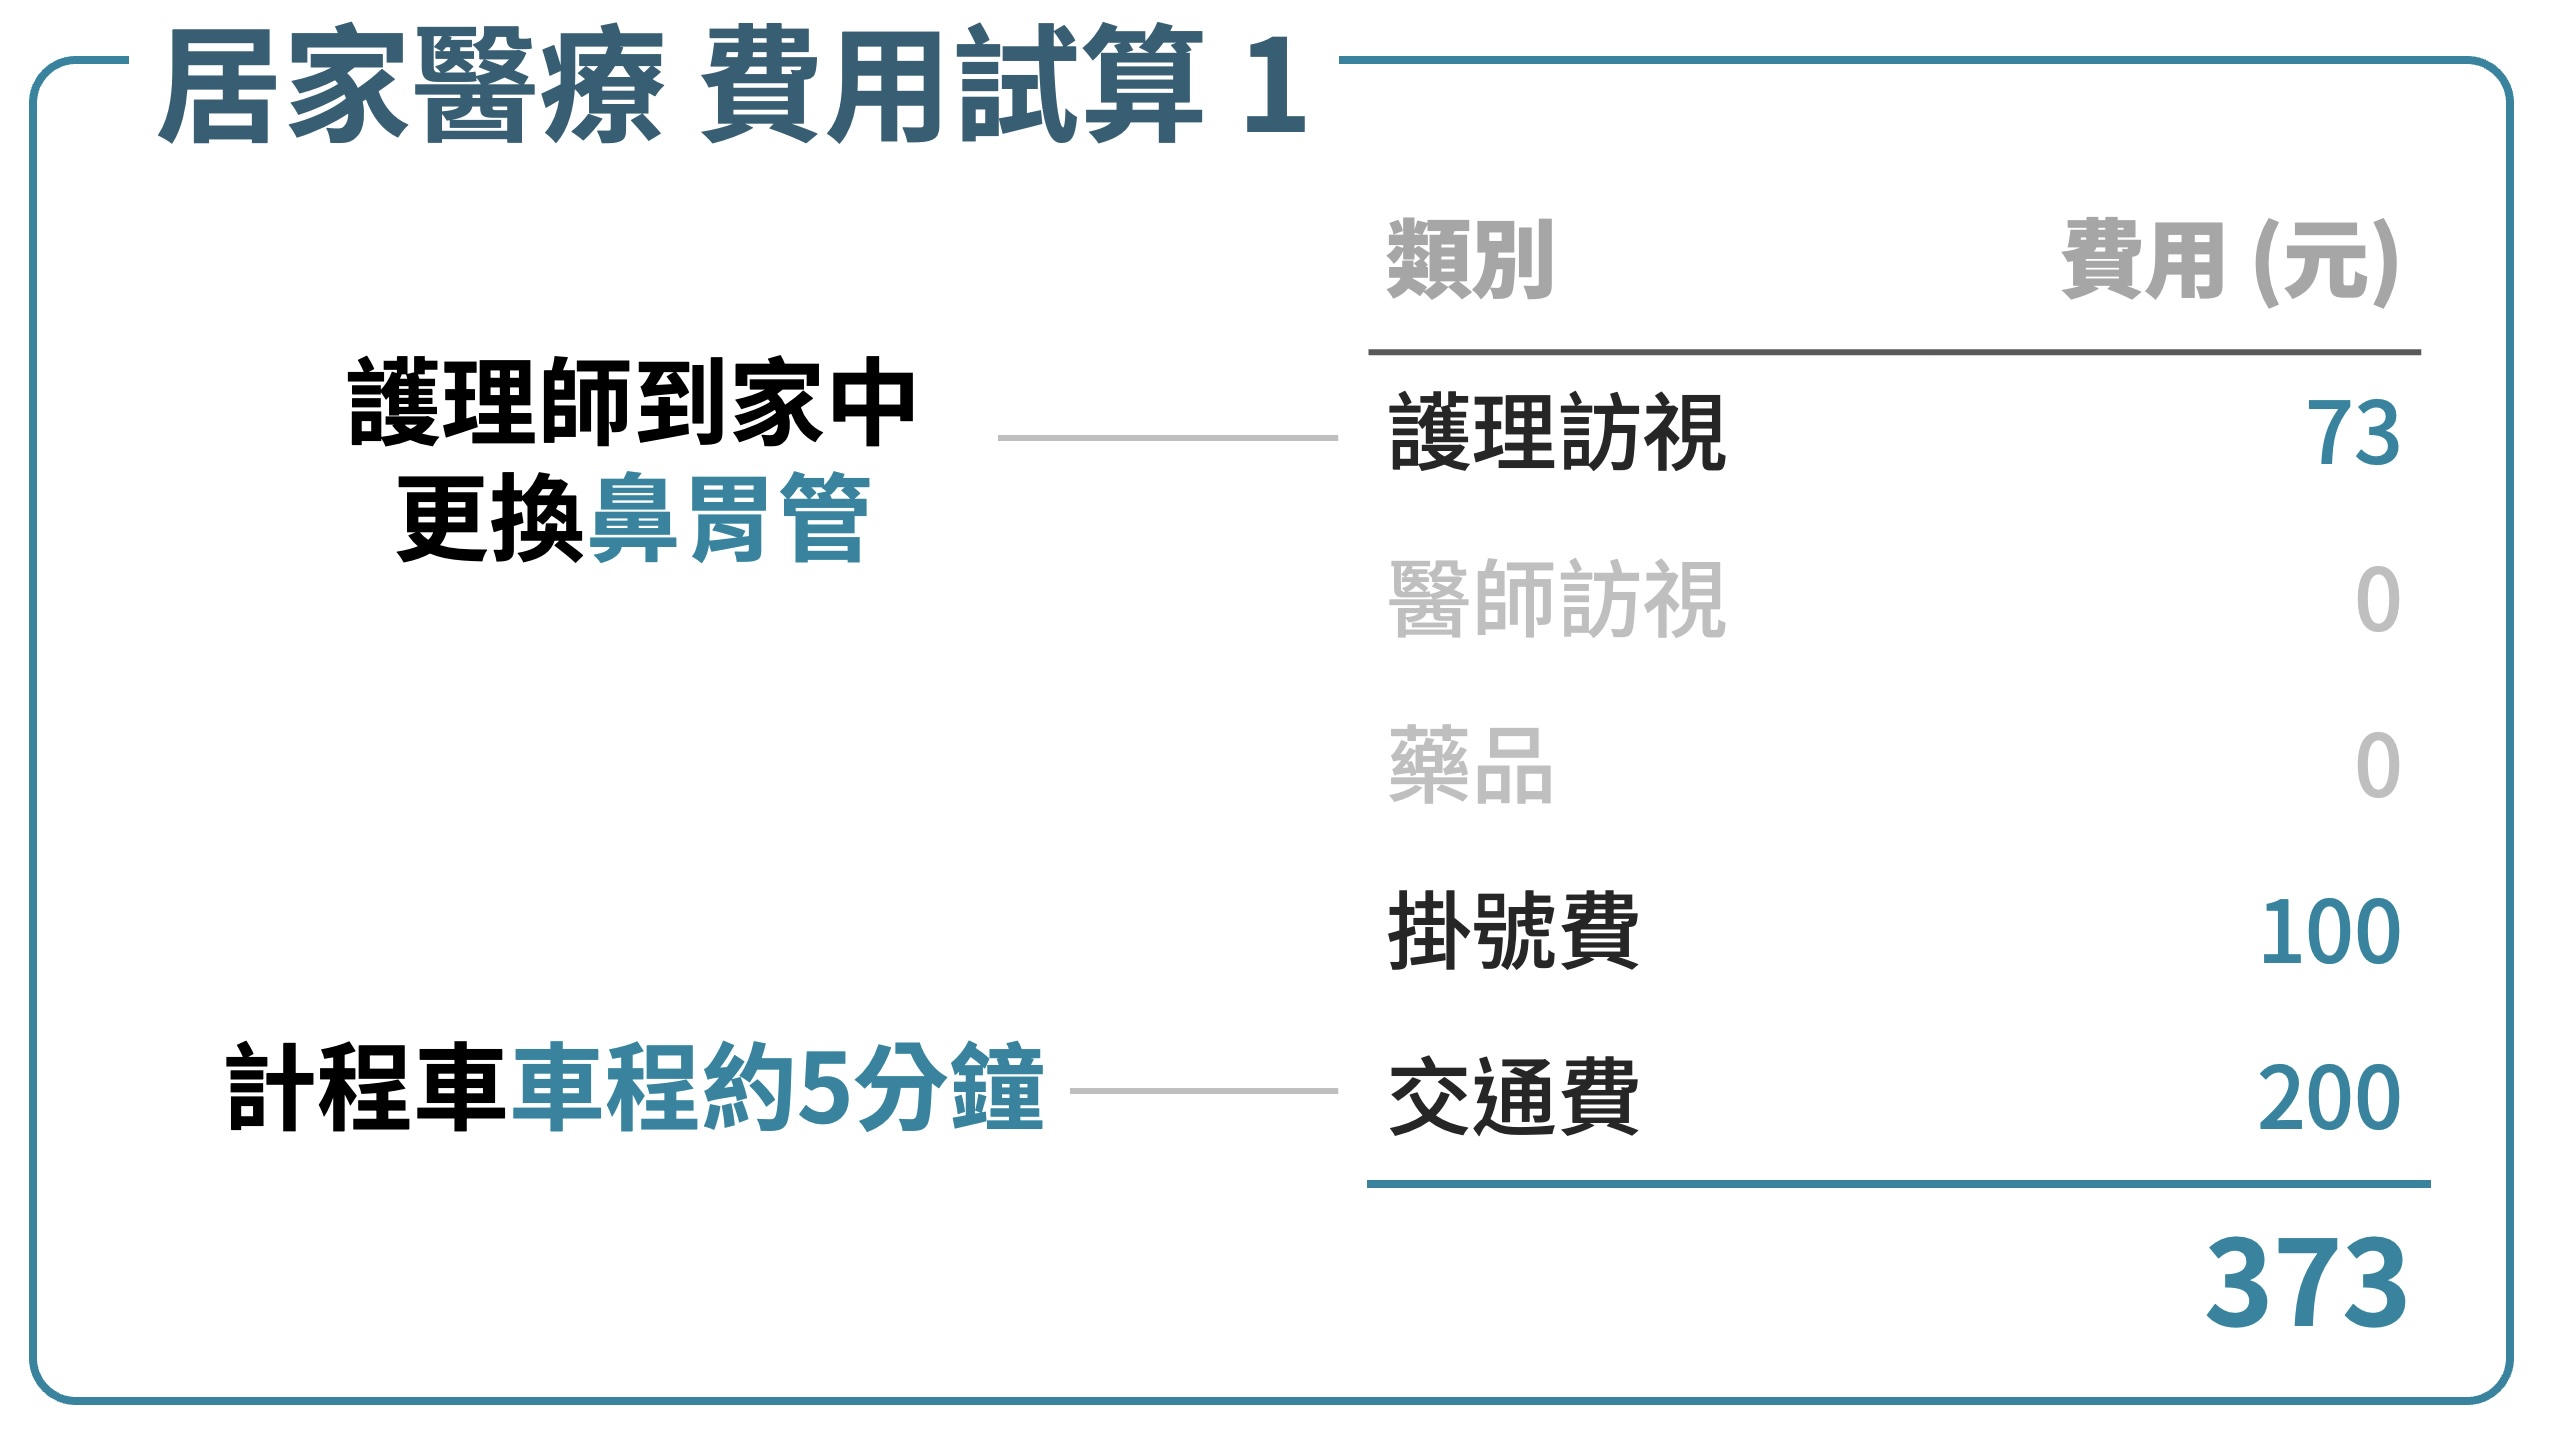 居家醫療 費用試算 1
類別 費用 (元)
護理師到家中
更換鼻胃管
護理訪視 73
醫師訪視 0
藥品 0
掛號費 100
計程車車程約5分鐘
交通費 200
373